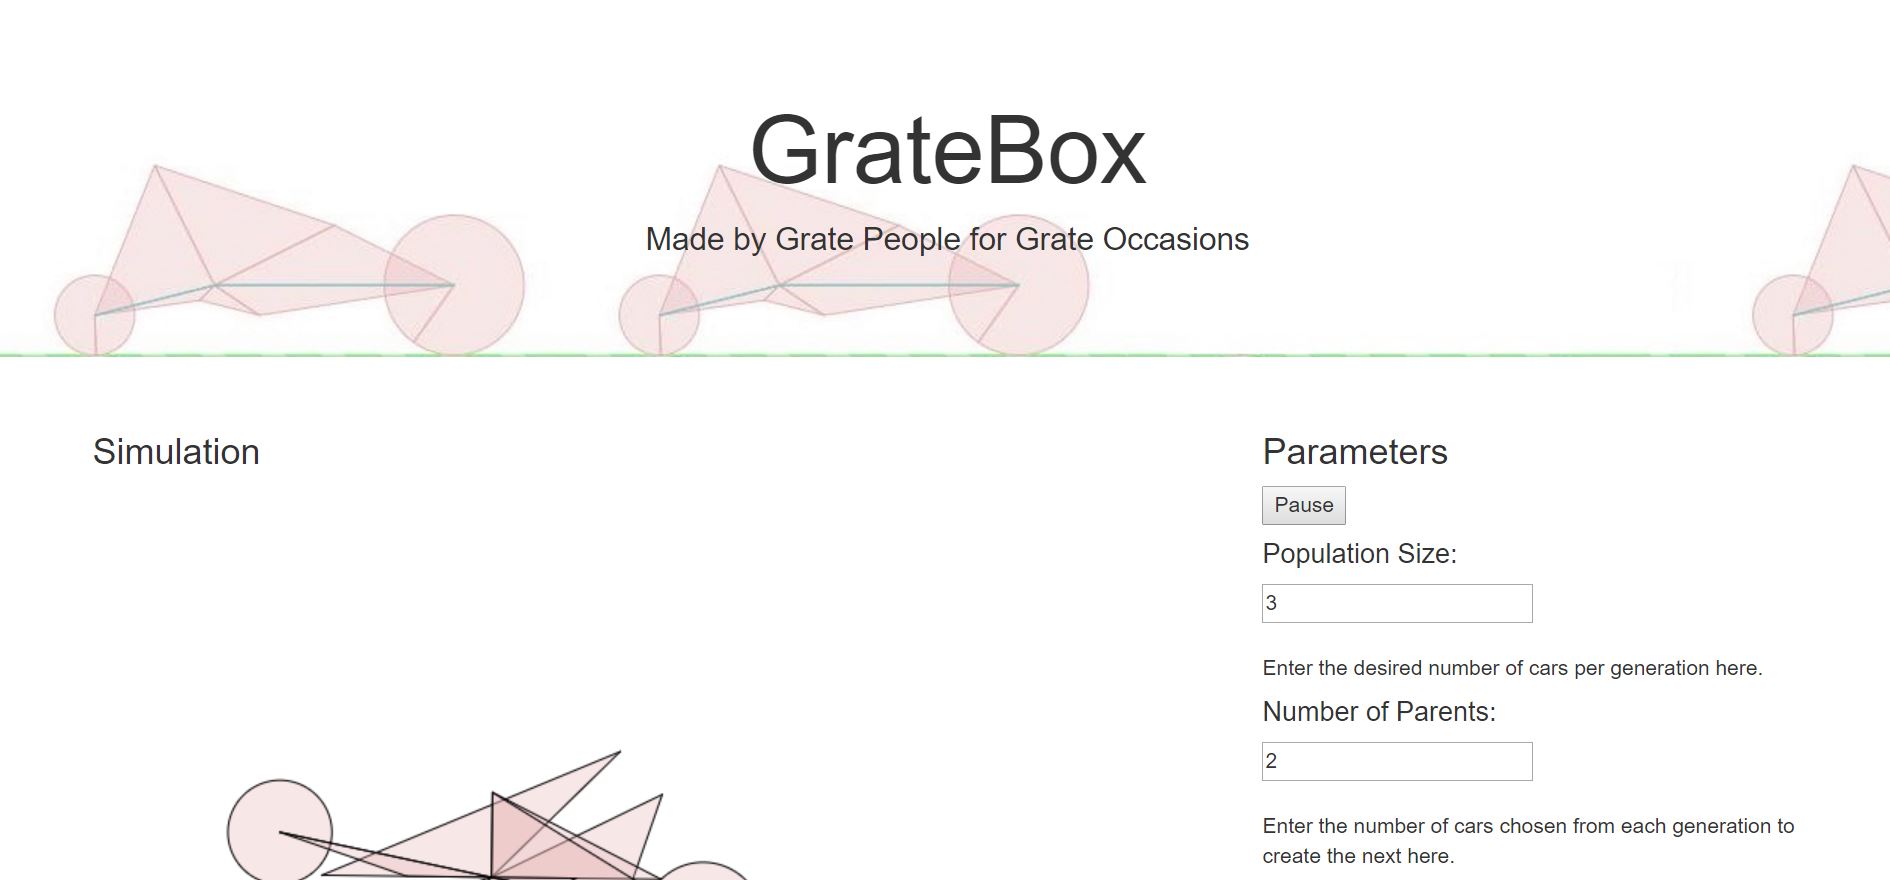 GrateBox
Made by Grate People for Grate Occasions
Simulation
Parameters
Pause
Population Size:
3
Enter the desired number of cars per generation here.
Number of Parents:
2
Enter the number of cars chosen from each generation to
create the next here.